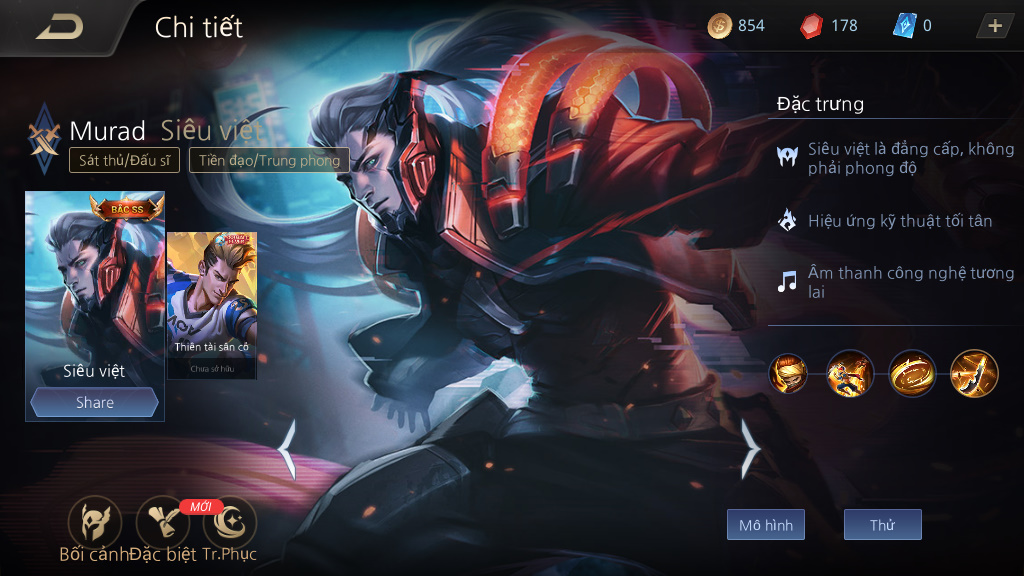 Chi tiết
854
178
0
Đặc trưng
Murad Siêu việt
Sát thủ/Đấu sĩ
Tiền đạo/Trung phong
Siêu việt là đẳng cấp, không
phải phong độ
Hiệu ứng kỹ thuật tối tân
Âm thanh công nghệ tương
lai
BẬC SS
Siêu việt
Share
AOV
Thiên tài sân cỏ
Chưa sở hữu
MỚI
Bối cảnh
Đặc biệt
Tr.Phục
Mô hình
Thử